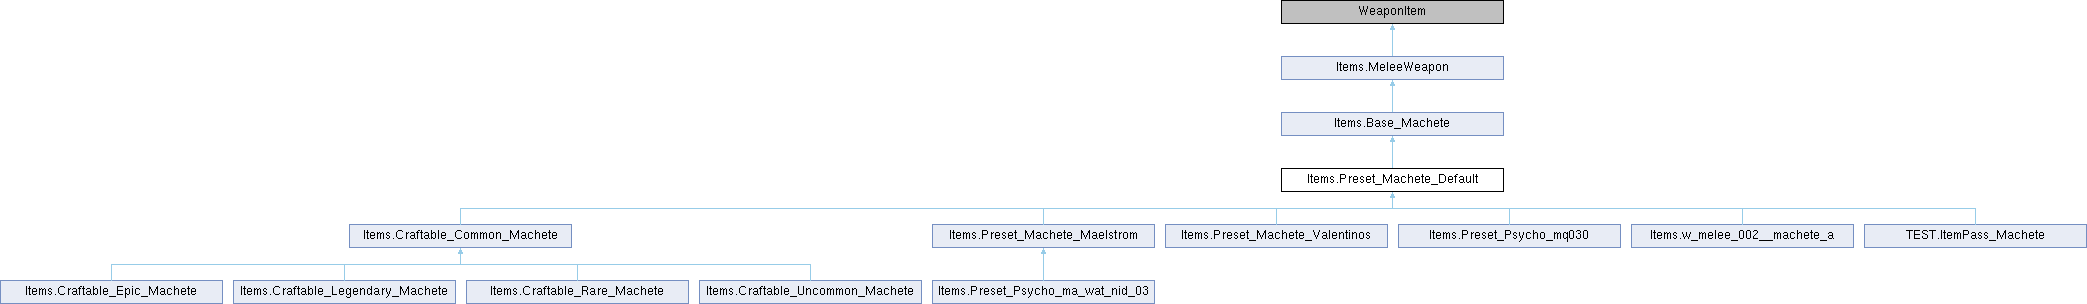 WeaponItem
Items.MeleeWeapon
Items.Base_Machete
Items.Preset_Machete_Default
Items.Craftable_Common_Machete
Items.Preset_Machete_Maelstrom
Items.Preset_Machete_Valentinos
Items.Preset_Psycho_mq030
Items.w_melee_002__machete_a
TEST.ItemPass_Machete
Items.Craftable_Epic_Machete
Items.Craftable_Legendary_Machete
Items.Craftable_Rare_Machete
Items.Craftable_Uncommon_Machete
Items.Preset_Psycho_ma_wat_nid_03